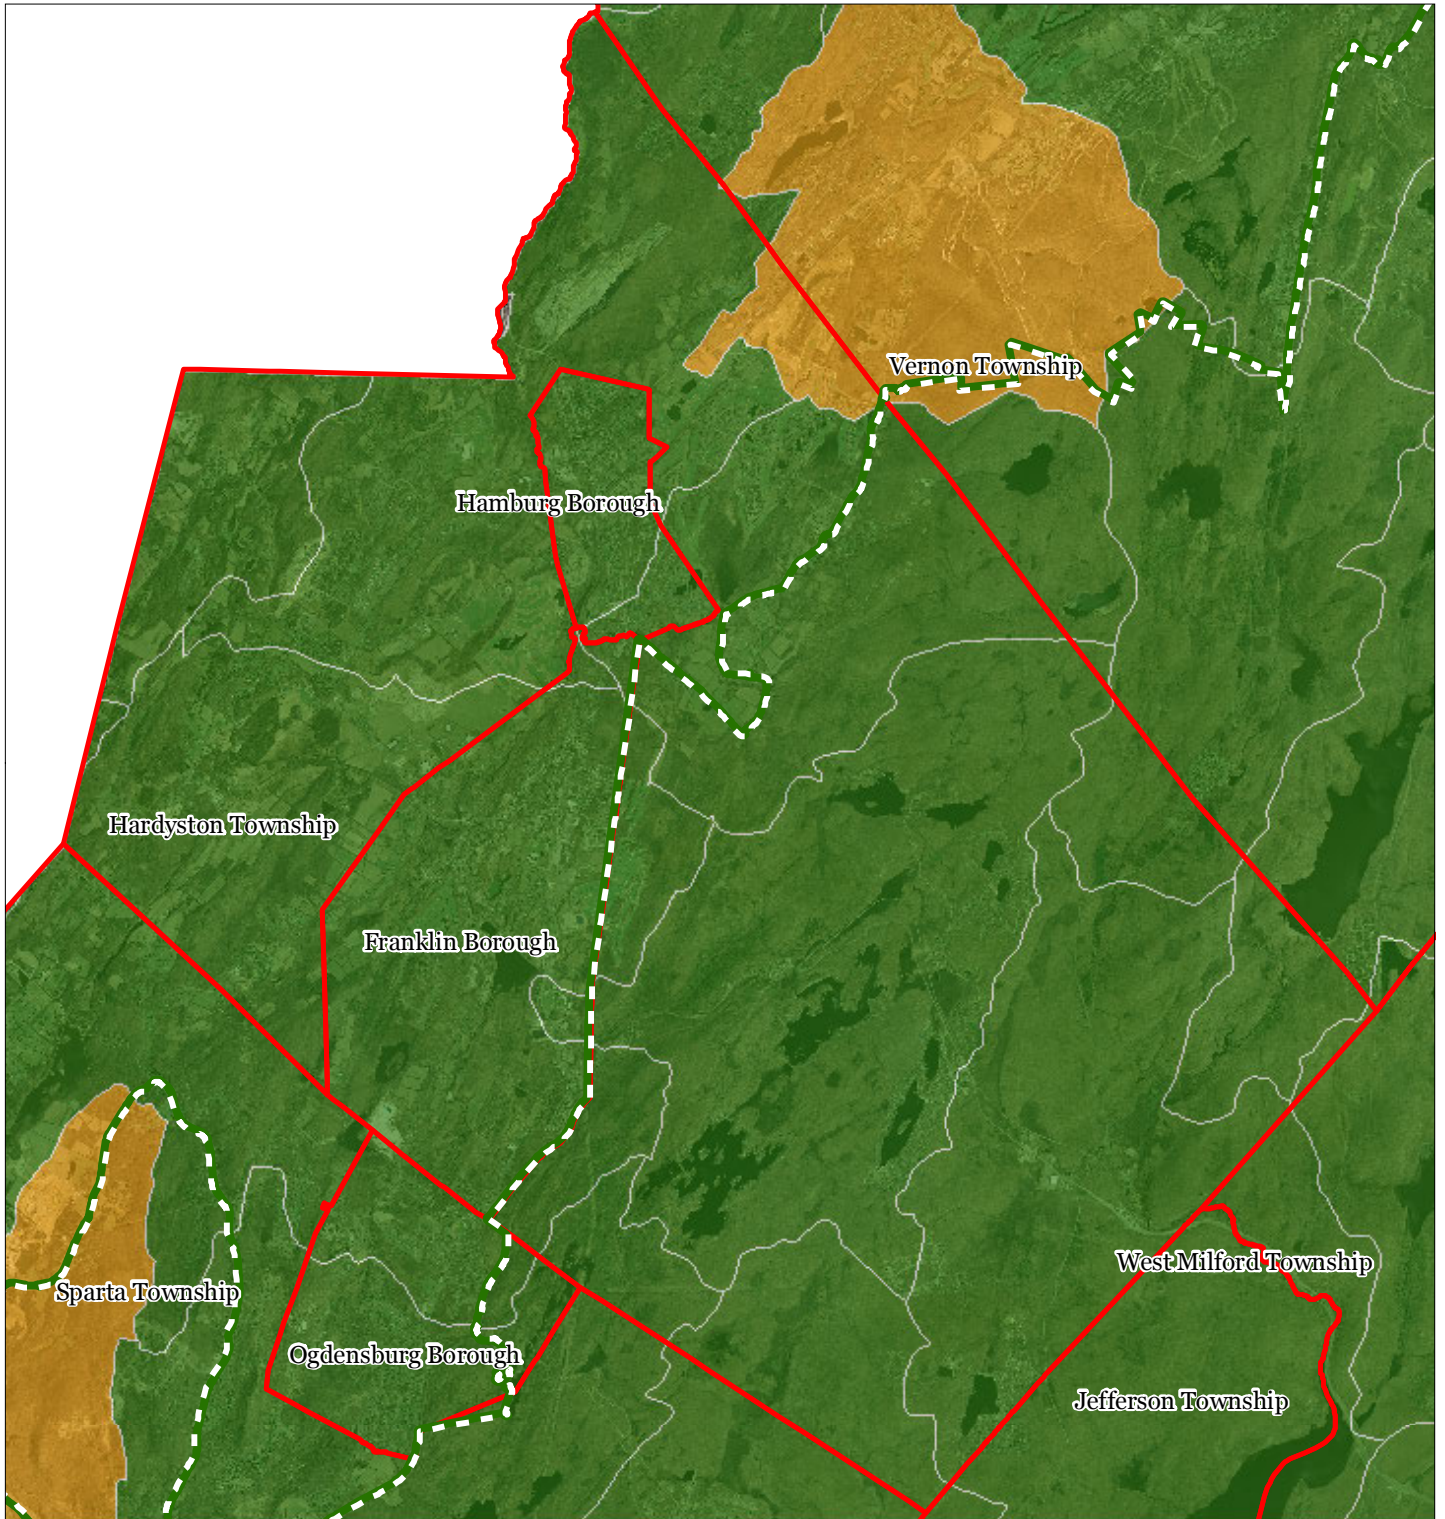 Vernon Township
Hamburg Borough
Hardyston Township
Franklin Borough
West Milford Township
Sparta Township
Ogdensburg Borough
Jefferson Township